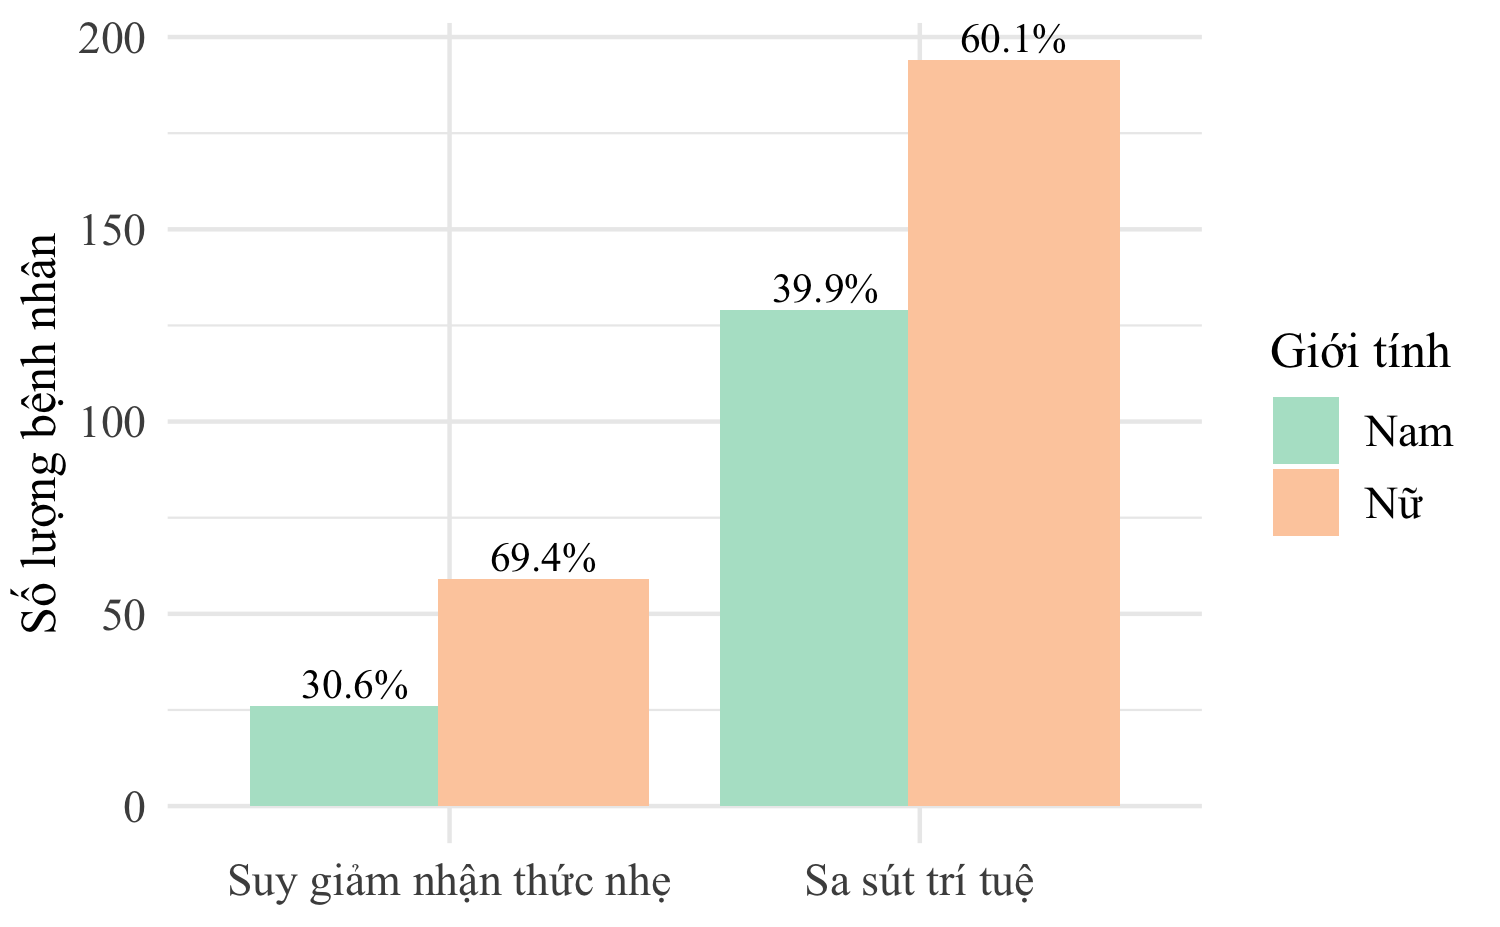 200
150
100
50
0
Số lượng bệnh nhân
30.6%
69.4%
39.9%
60.1%
Suy giảm nhận thức nhẹ
Sa sút trí tuệ
Giới tính
Nam
Nữ